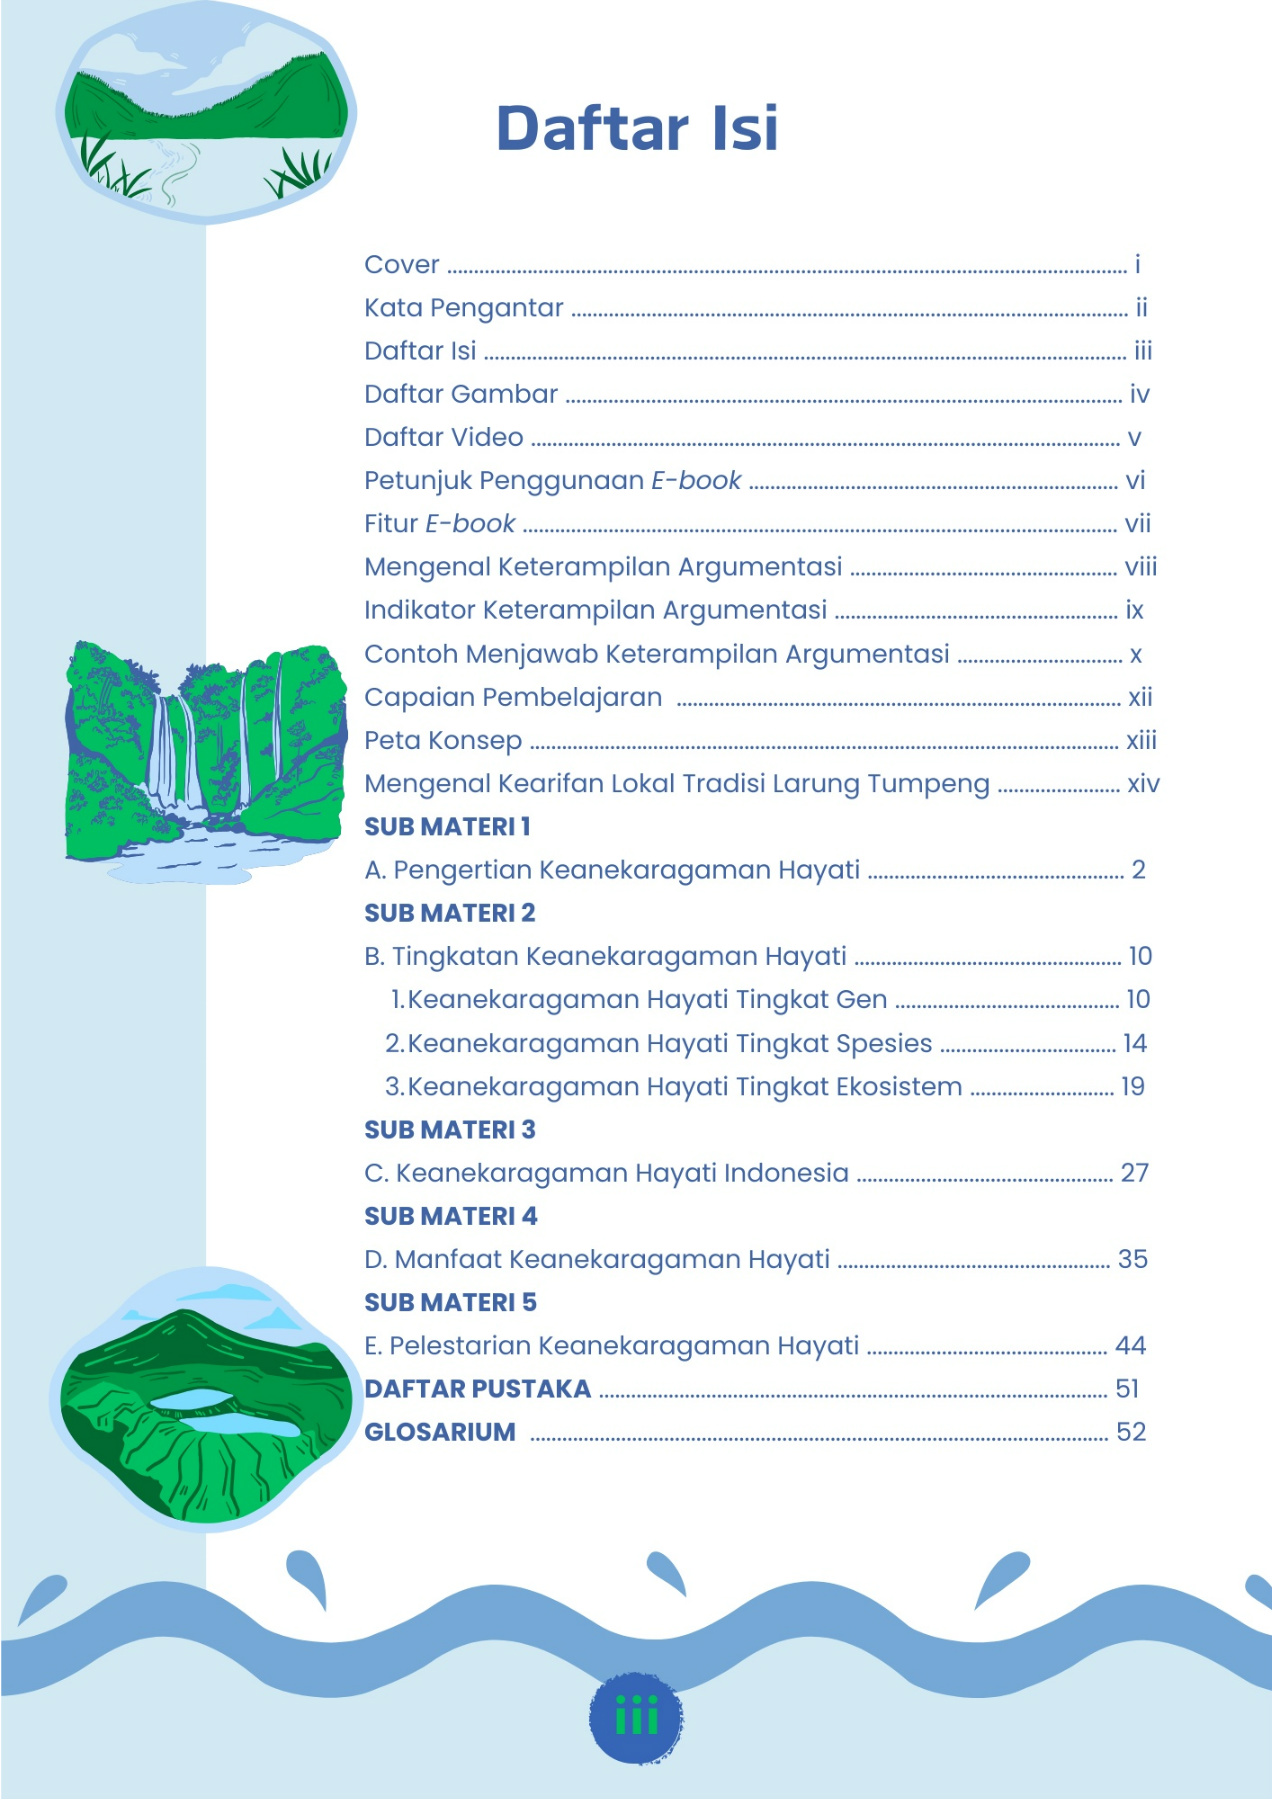 Daftar Isi
Cover ........................................................................ i
Kata Pengantar ........................................................................ ii
Daftar Isi ........................................................................ iii
Daftar Gambar ........................................................................ iv
Daftar Video ........................................................................ v
Petunjuk Penggunaan E-book ............................................................ vi
Fitur E-book ........................................................................ vii
Mengenal Keterampilan Argumentasi ................................................ viii
Indikator Keterampilan Argumentasi ................................................ ix
Contoh Menjawab Keterampilan Argumentasi .............................. x
Capaian Pembelajaran ........................................................................ xii
Peta Konsep ........................................................................ xiii
Mengenal Kearifan Lokal Tradisi Larung Tumpeng ...................... xiv
SUB MATERI 1
A. Pengertian Keanekaragaman Hayati ................................................ 2
SUB MATERI 2
B. Tingkatan Keanekaragaman Hayati ................................................ 10
1.Keanekaragaman Hayati Tingkat Gen .......................................... 10
2.Keanekaragaman Hayati Tingkat Spesies ................................ 14
3.Keanekaragaman Hayati Tingkat Ekosistem .......................... 19
SUB MATERI 3
C. Keanekaragaman Hayati Indonesia ................................................ 27
SUB MATERI 4
D. Manfaat Keanekaragaman Hayati .................................................... 35
SUB MATERI 5
E. Pelestarian Keanekaragaman Hayati ............................................ 44
DAFTAR PUSTAKA ........................................................................ 51
GLOSARIUM ........................................................................ 52
iii